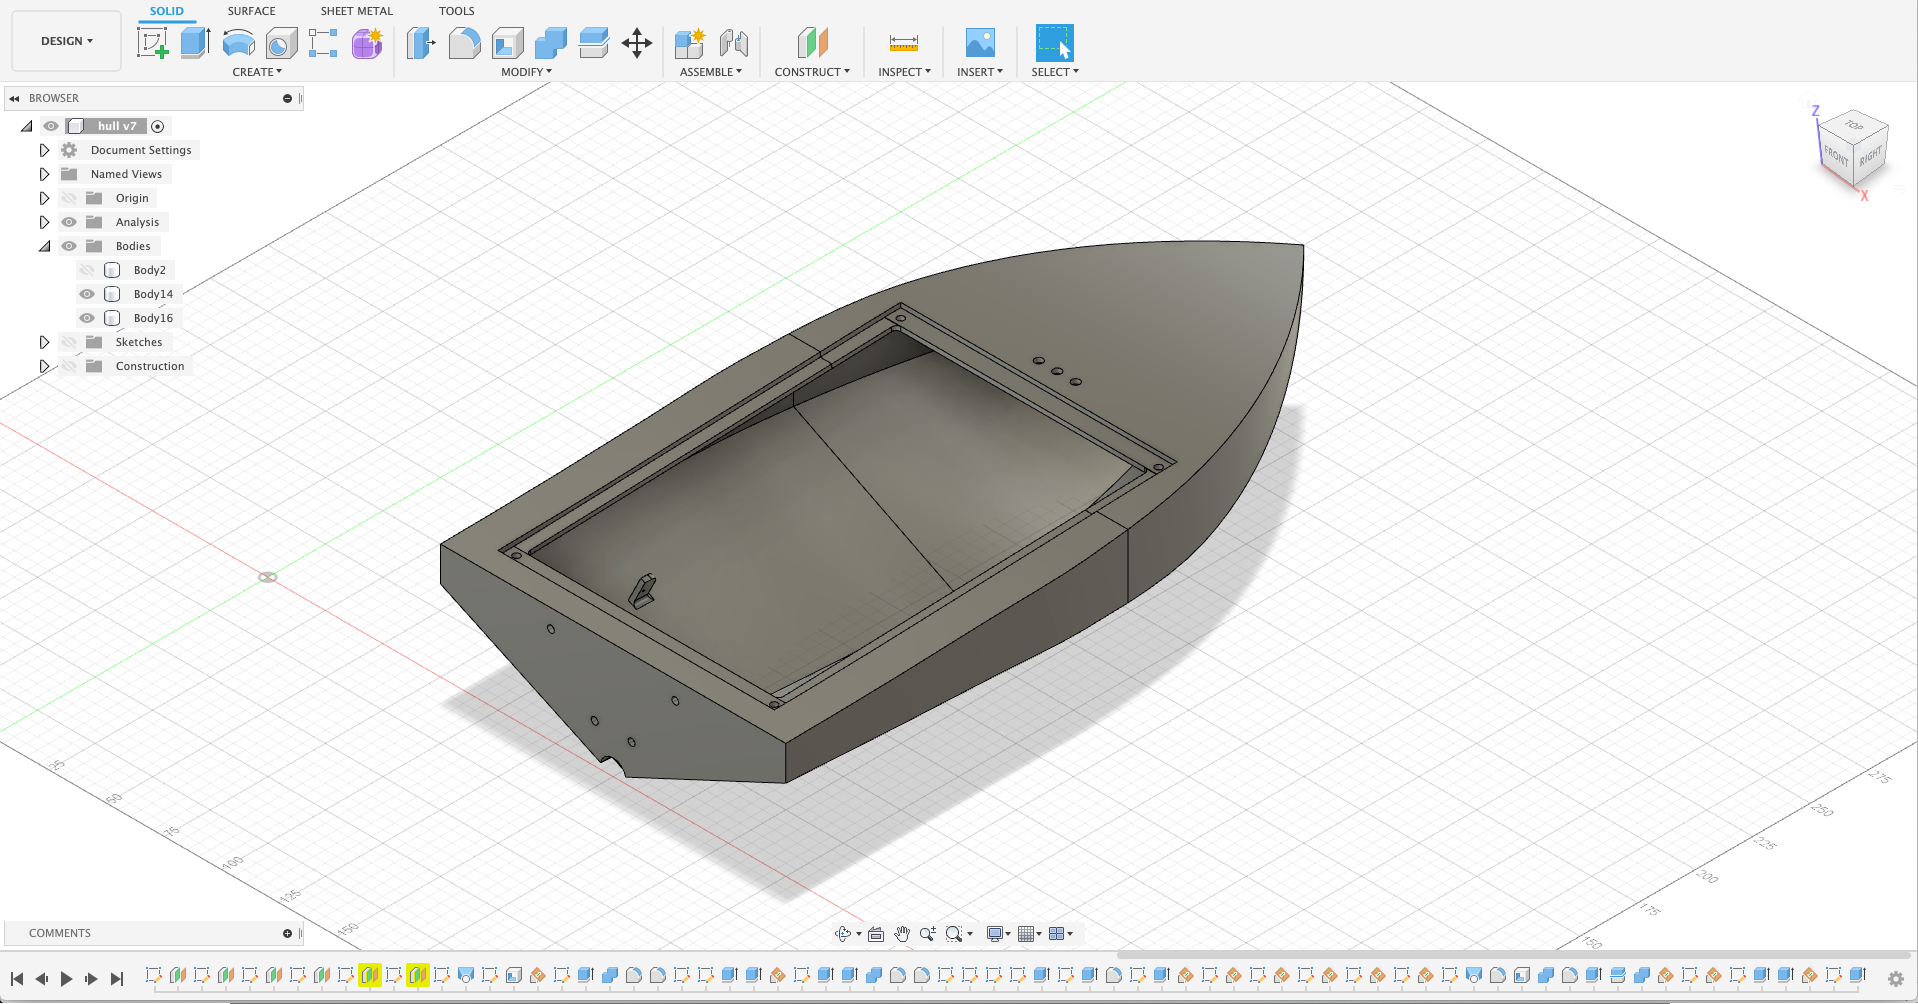 SOLID SURFACE SHEET METAL TOOLS
DESIGN
CREATE MODIFY ASSEMBLE CONSTRUCT INSPECT INSERT SELECT
BROWSER
hull v7
Document Settings
Named Views
Origin
Analysis
Bodies
Body2
Body14
Body16
Sketches
Construction
Z
TOP
FRONT RIGHT
X
25
50
75
100
125
150
275
250
225
200
175
150
COMMENTS